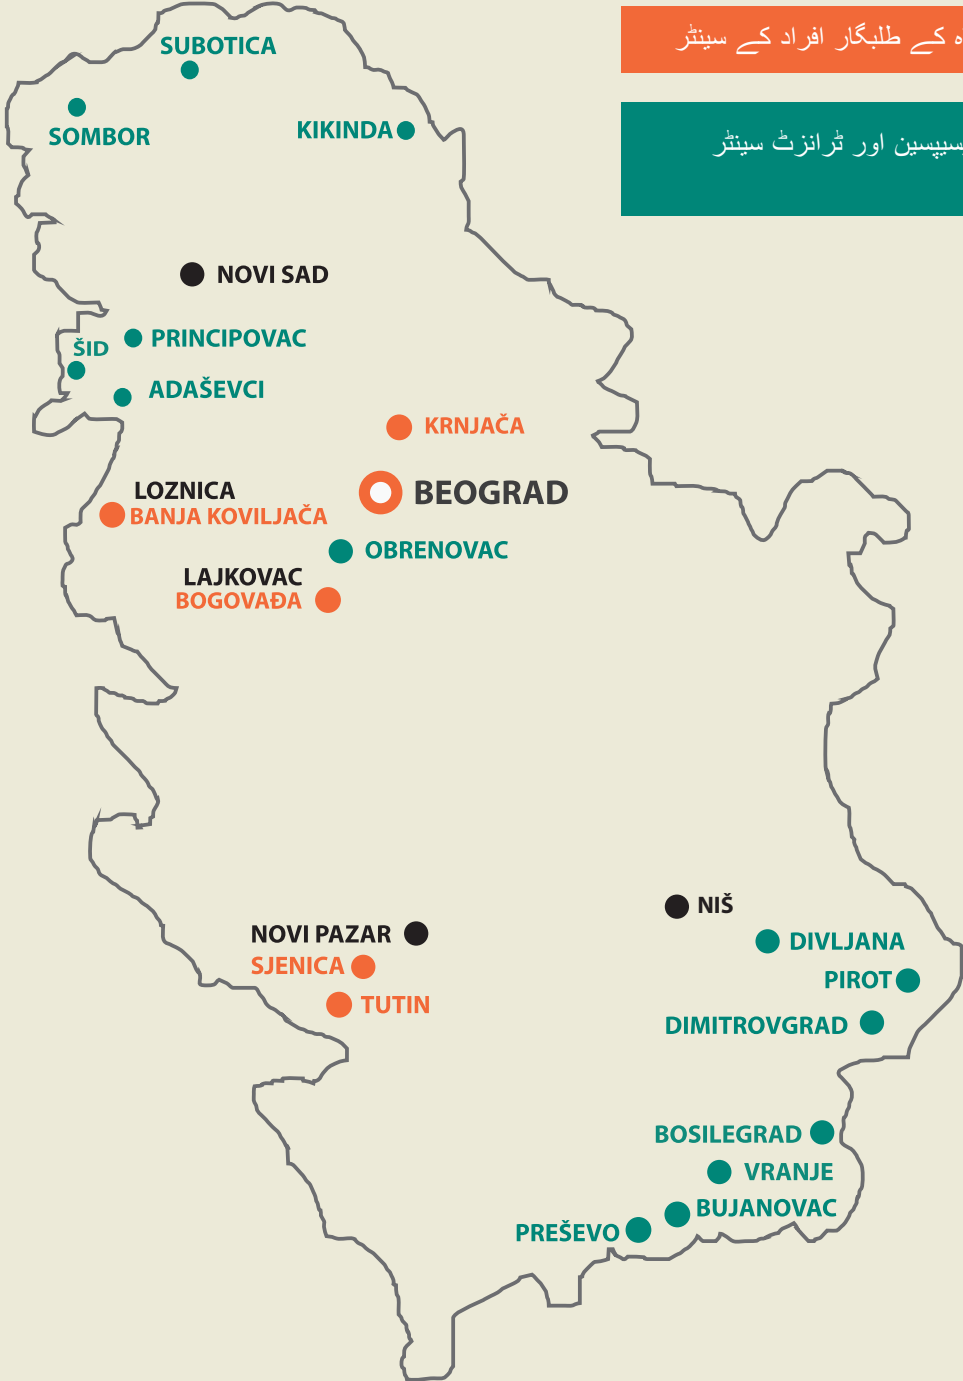 کے طلبگار افراد کے سینٹر
اور ٹرانزٹ سینٹر
SUBOTICA
SOMBOR
KIKINDA
NOVI SAD
PRINCIPOVAC
ŠID
ADAŠEVCI
KRNJAČA
LOZNICA
BANJA KOVILJAČA
BEOGRAD
OBRENOVAC
LAJKOVAC
BOGOVAĐA
NIŠ
NOVI PAZAR
DIVLJANA
SJENICA
PIROT
TUTIN
DIMITROVGRAD
BOSILEGRAD
VRANJE
BUJANOVAC
PREŠEVO